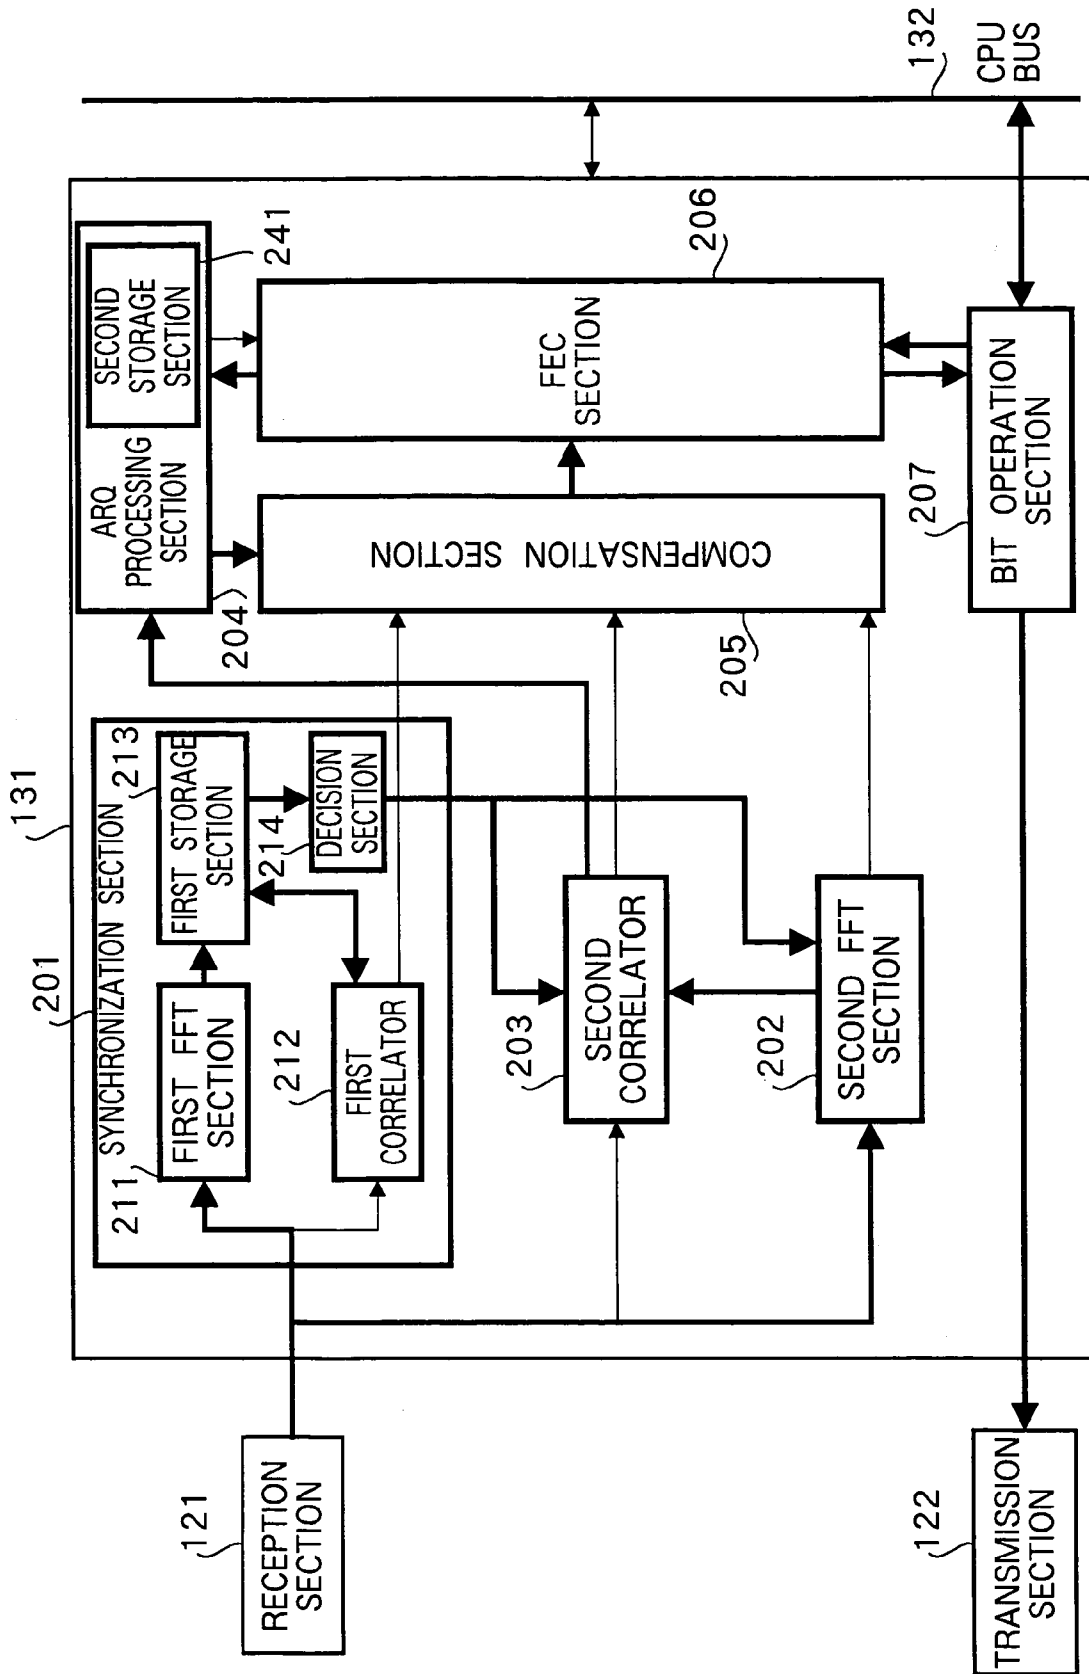 131
201
SYNCHRONIZATION SECTION
211
FIRST FFT
SECTION
213
FIRST STORAGE
SECTION
214
DECISION
SECTION
212
FIRST
CORRELATOR
204
ARQ
PROCESSING
SECTION
SECOND
STORAGE
SECTION
241
121
RECEPTION
SECTION
203
SECOND
CORRELATOR
202
SECOND FFT
SECTION
205
COMPENSATION SECTION
206
FEC
SECTION
207
BIT OPERATION
SECTION
132
CPU
BUS
122
TRANSMISSION
SECTION